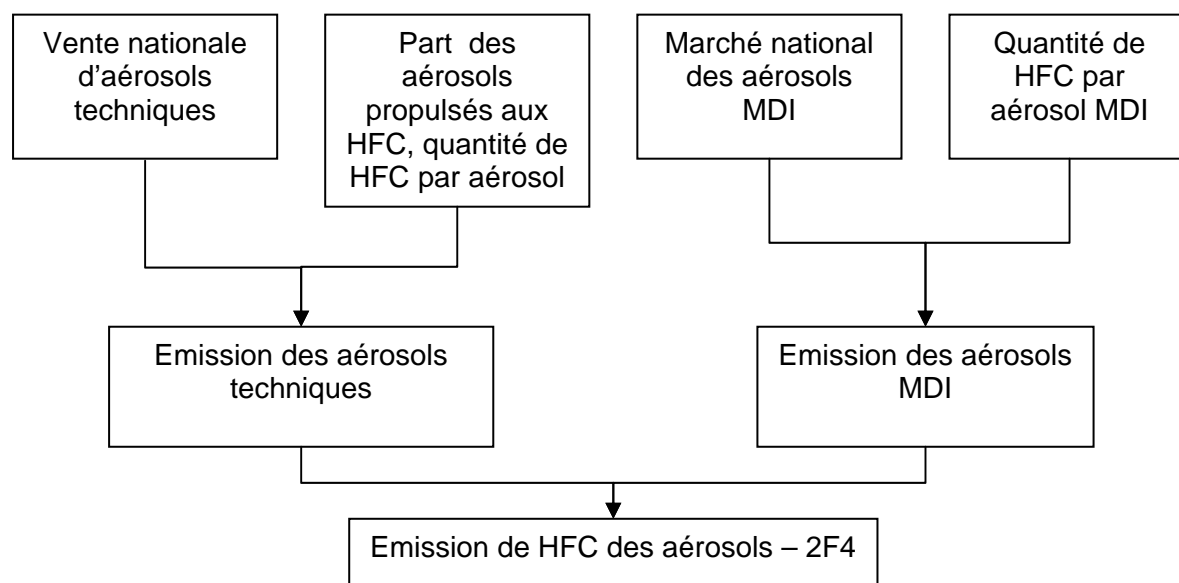 Vente nationale
d'aérosols
techniques
Part des
aérosols
propulsés aux
HFC, quantité de
HFC par aérosol
Marché national
des aérosols
MDI
Quantité de
HFC par
aérosol MDI
Emission des aérosols
techniques
Emission des aérosols
MDI
Emission de HFC des aérosols – 2F4